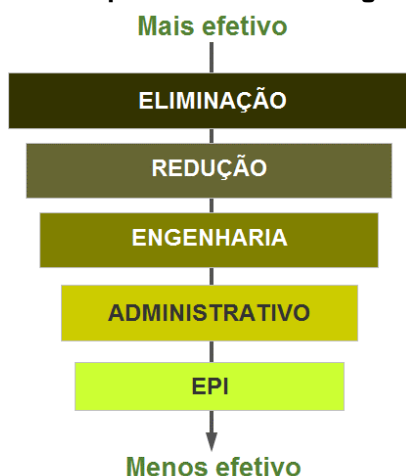 Mais efetivo
ELIMINAÇÃO
REDUÇÃO
ENGENHARIA
ADMINISTRATIVO
EPI
Menos efetivo